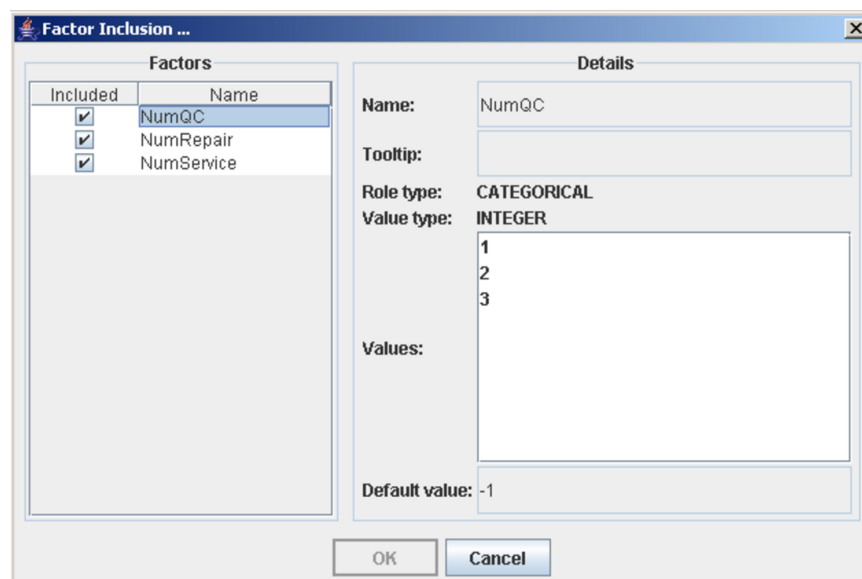 Factor Inclusion ...
Factors
Included Name
NumQC
NumRepair
NumService
Details
Name: NumQC
Tooltip:
Role type: CATEGORICAL
Value type: INTEGER
Values:
1
2
3
Default value: -1
OK Cancel